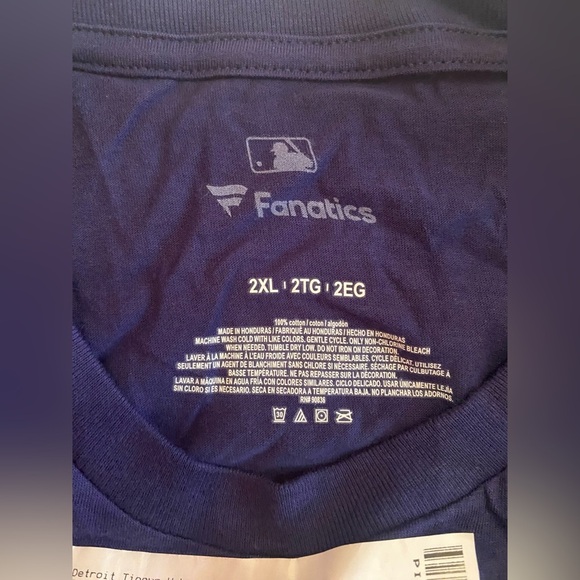 Fanatics
2XL I 2TG I 2EG
100% cotton / coton / algodón
MADE IN HONDURAS / FABRIQUÉ AU HONDURAS / HECHO EN HONDURAS
MACHINE WASH COLD WITH LIKE COLORS. GENTLE CYCLE. ONLY NON-CHLORINE BLEACH
WHEN NEEDED. TUMBLE DRY LOW. DO NOT IRON ON DECORATION.
LAVER À LA MACHINE À L'EAU FROIDE AVEC COULEURS SEMBLABLES. CYCLE DÉLICAT. UTILISEZ
SEULEMENT UN AGENT DE BLANCHIMENT SANS CHLORE SI NÉCESSAIRE. SÉCHAGE PAR CULBUTAGE À
BASSE TEMPÉRATURE. NE PAS REPASSER SUR LA DÉCORATION.
LAVAR A MÁQUINA EN AGUA FRÍA CON COLORES SIMILARES. CICLO DELICADO. USAR ÚNICAMENTE LEJÍA
SIN CLORO SI ES NECESARIO. SECA EN SECADORA A TEMPERATURA BAJA. NO PLANCHAR LOS ADORNOS.
RN# 90836
30
Detroit